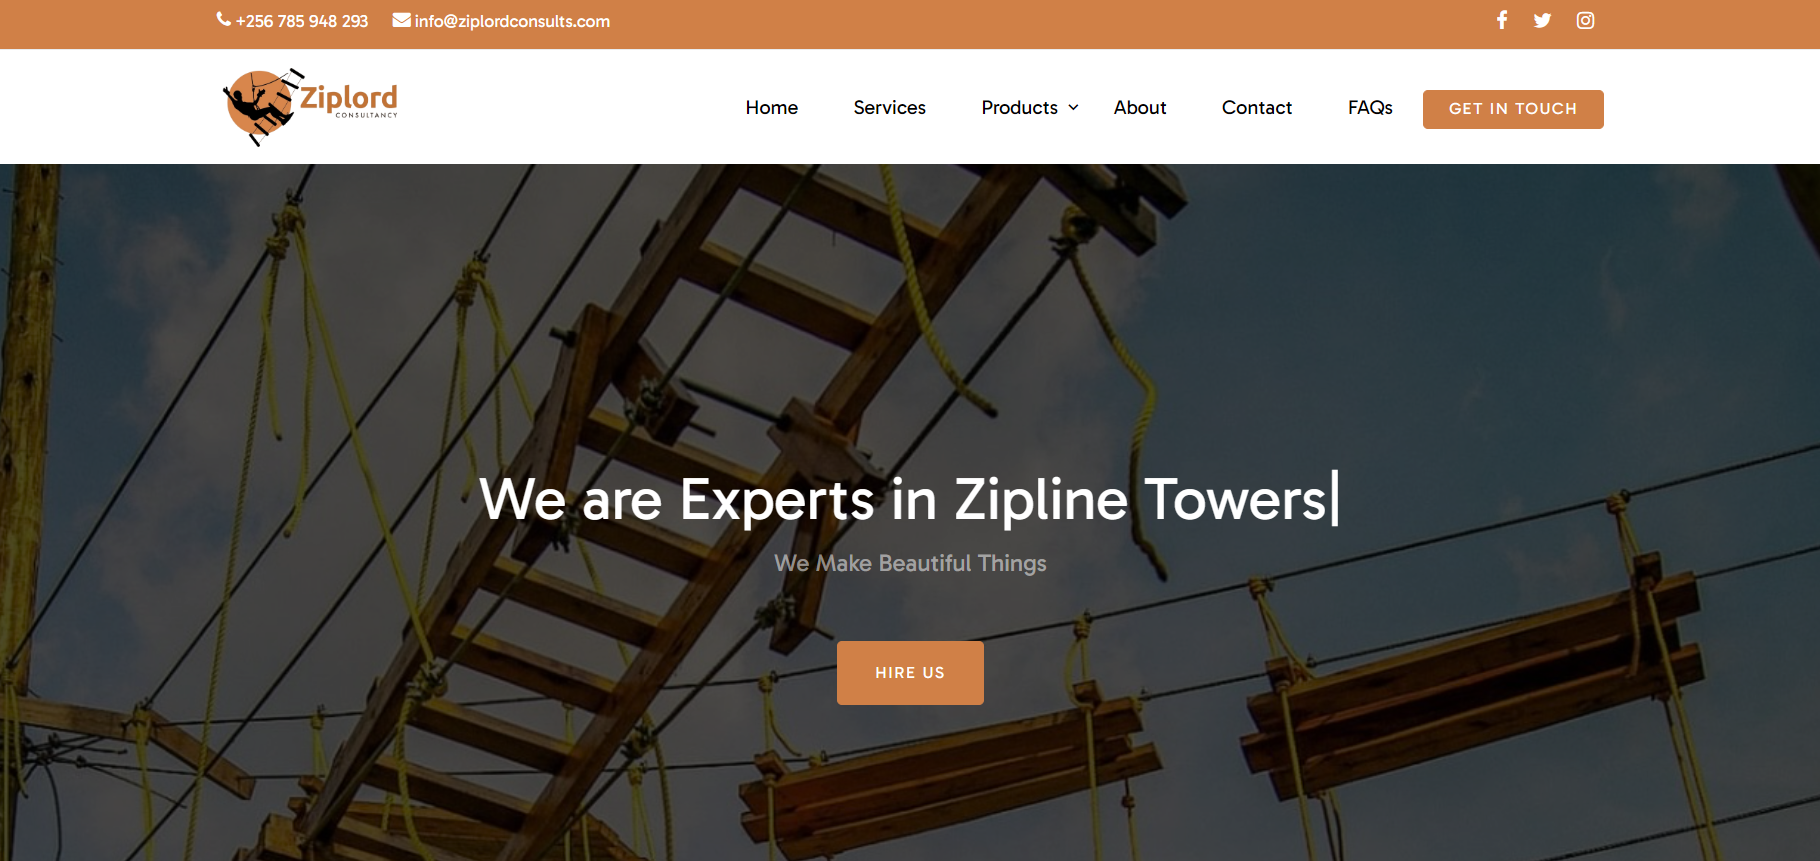 +256 785 948 293 info@ziplordconsults.com
Ziplord
CONSULTANCY
Home Services Products About Contact FAQs GET IN TOUCH
We are Experts in Zipline Towers|
We Make Beautiful Things
HIRE US